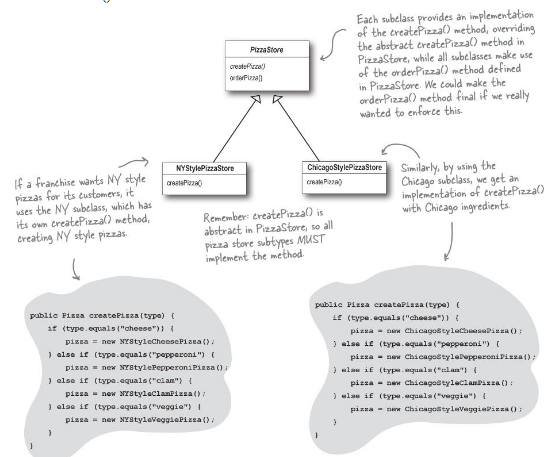 Each subclass provides an implementation
of the createPizza() method, overriding
the abstract createPizza() method in
PizzaStore, while all subclasses make use
of the orderPizza() method defined
in PizzaStore. We could make the
orderPizza() method final if we really
wanted to enforce this.
PizzaStore
createPizza()
orderPizza()
If a franchise wants NY style
pizzas for its customers, it
uses the NY subclass, which has
its own createPizza() method,
creating NY style pizzas.
NYStylePizzaStore
createPizza()
ChicagoStylePizzaStore
createPizza()
Similarly, by using the
Chicago subclass, we get an
implementation of createPizza()
with Chicago ingredients.
Remember: createPizza() is
abstract in PizzaStore, so all
pizza store subtypes MUST
implement the method.
public Pizza createPizza(type) {
if (type.equals("cheese")) {
pizza = new NYStyleCheesePizza();
} else if (type.equals("pepperoni") {
pizza = new NYStylePepperoniPizza();
} else if (type.equals("clam") {
pizza = new NYStyleClamPizza();
} else if (type.equals("veggie") {
pizza = new NYStyleVeggiePizza();
}
}
public Pizza createPizza(type) {
if (type.equals("cheese")) {
pizza = new ChicagoStyleCheesePizza();
} else if (type.equals("pepperoni") {
pizza = new ChicagoStylePepperoniPizza();
} else if (type.equals("clam") {
pizza = new ChicagoStyleClamPizza();
} else if (type.equals("veggie") {
pizza = new ChicagoStyleVeggiePizza();
}
}